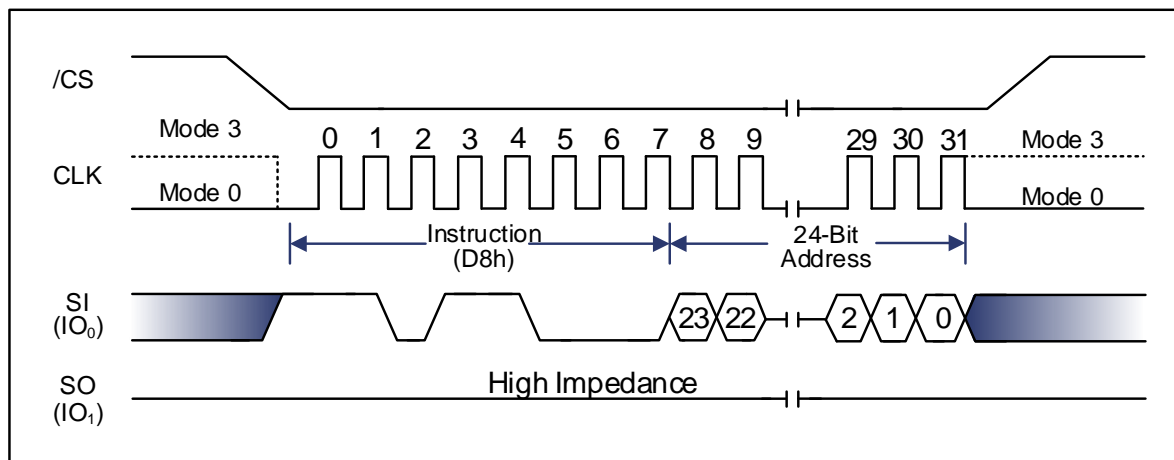 /CS
Mode 3
0 1 2 3 4 5 6 7 8 9 29 30 31
Mode 3
CLK
Mode 0
Mode 0
Instruction
(D8h)
24-Bit
Address
SI
(IO₀)
23 22 2 1 0
High Impedance
SO
(IO₁)